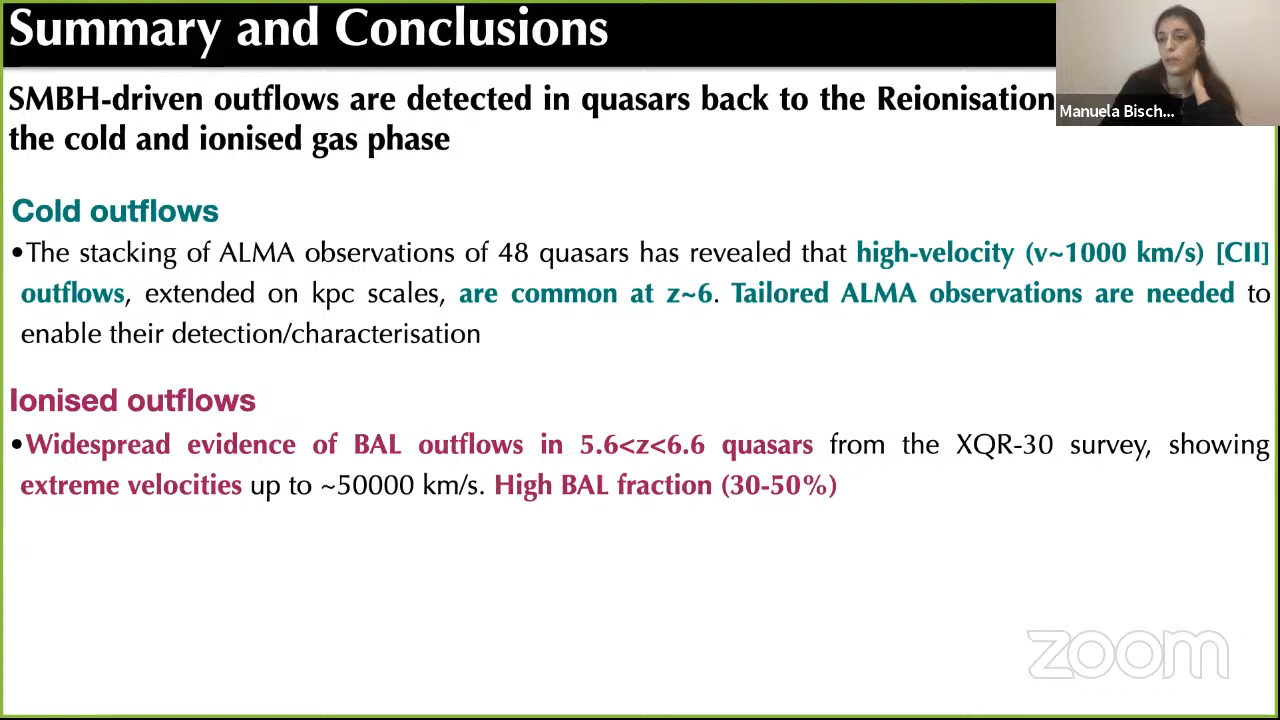 Summary and Conclusions
SMBH-driven outflows are detected in quasars back to the Reionisation
the cold and ionised gas phase
Manuela Bisch...
Cold outflows
•The stacking of ALMA observations of 48 quasars has revealed that high-velocity (v~1000 km/s) [CII]
outflows, extended on kpc scales, are common at z~6. Tailored ALMA observations are needed to
enable their detection/characterisation
Ionised outflows
•Widespread evidence of BAL outflows in 5.6<z<6.6 quasars from the XQR-30 survey, showing
extreme velocities up to ~50000 km/s. High BAL fraction (30-50%)
zoom